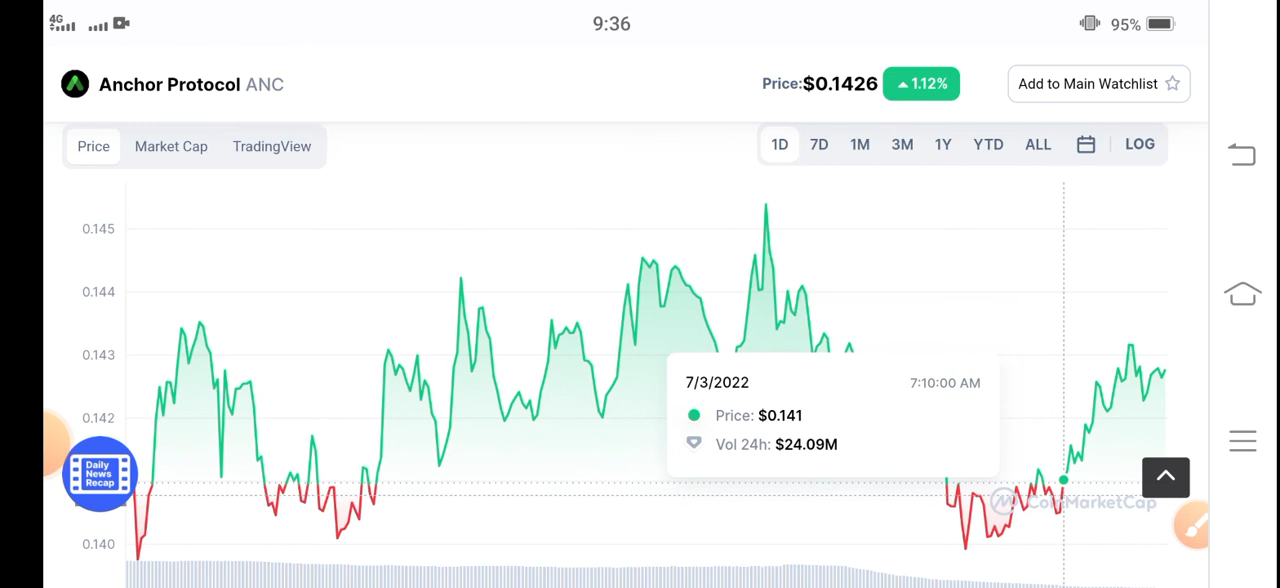 4G
9:36
95%
Anchor Protocol ANC
Price:$0.1426
1.12%
Add to Main Watchlist
Price Market Cap TradingView
1D 7D 1M 3M 1Y YTD ALL LOG
0.145
0.144
0.143
7/3/2022 7:10:00 AM
Price: $0.141
0.142
Vol 24h: $24.09M
Daily
News
Recap
CoinMarketCap
0.140